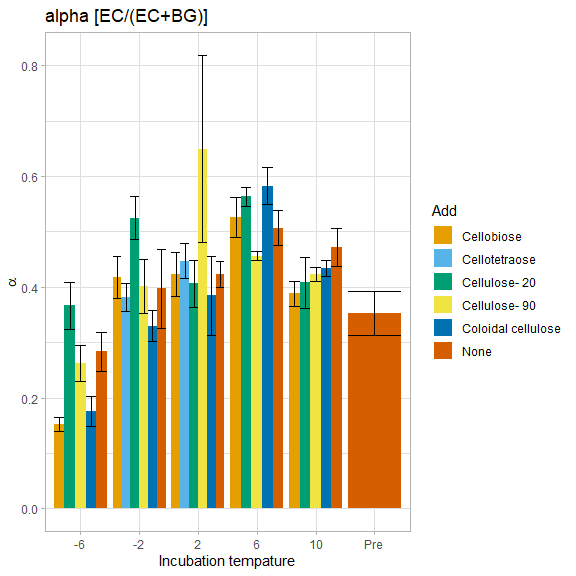 alpha [EC/(EC+BG)]
0.8
0.6
0.4
0.2
0.0
α
-6 -2 2 6 10 Pre
Incubation tempature
Add
Cellobiose
Cellotetraose
Cellulose- 20
Cellulose- 90
Coloidal cellulose
None